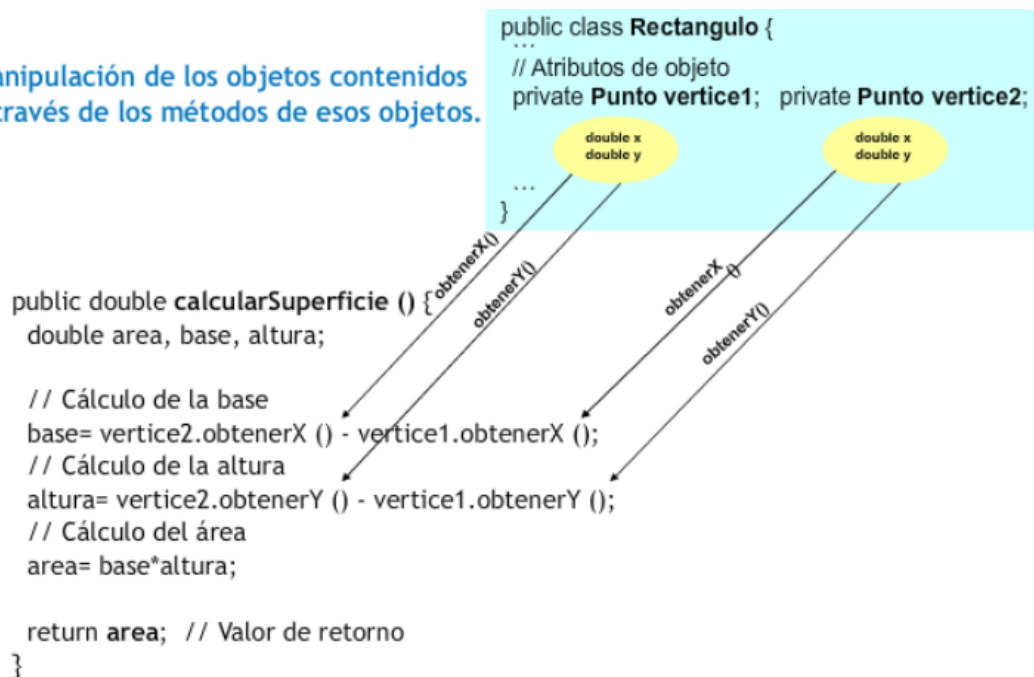 public class Rectangulo {
...
// Atributos de objeto
private Punto vertice1; private Punto vertice2;
double x
double y
double x
double y
...
}
anipulación de los objetos contenidos
través de los métodos de esos objetos.
obtenerX()
obtenerY()
obtenerX
()
obtenerY()
public double calcularSuperficie () {
double area, base, altura;
// Cálculo de la base
base= vertice2.obtenerX () - vertice1.obtenerX ();
// Cálculo de la altura
altura= vertice2.obtenerY () - vertice1.obtenerY ();
// Cálculo del área
area= base*altura;
return area; // Valor de retorno
}